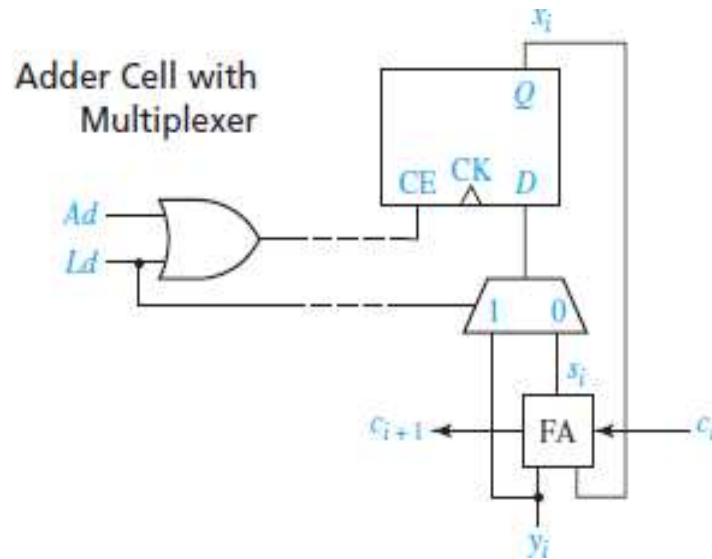 x_i
Adder Cell with
Multiplexer
Q
CE CK D
Ad
Ld
1 0
s_i
c_{i+1} FA c_i
y_i